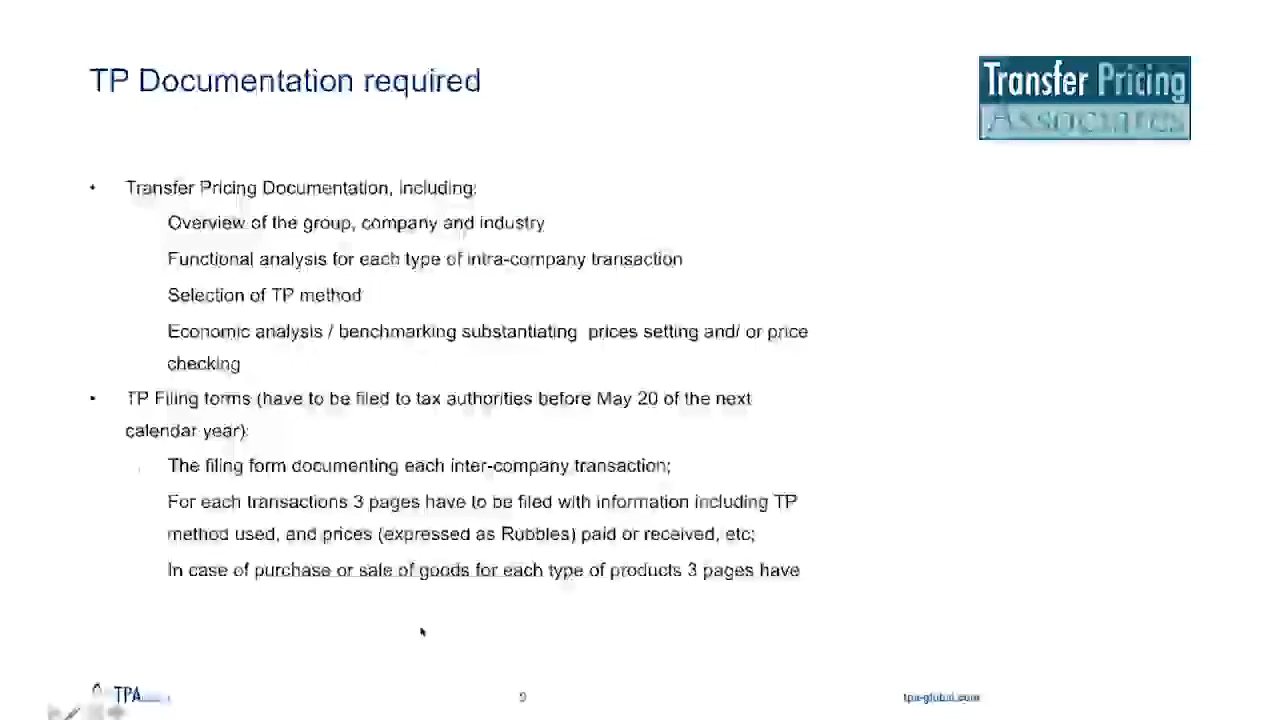 TP Documentation required
Transfer Pricing
Associates
• Transfer Pricing Documentation, including:
Overview of the group, company and industry
Functional analysis for each type of intra-company transaction
Selection of TP method
Economic analysis / benchmarking substantiating prices setting and/ or price
checking
• TP Filing forms (have to be filed to tax authorities before May 20 of the next
calendar year):
The filing form documenting each inter-company transaction;
For each transactions 3 pages have to be filed with information including TP
method used, and prices (expressed as Rubbles) paid or received, etc;
In case of purchase or sale of goods for each type of products 3 pages have
TPA
9
tpa-global.com